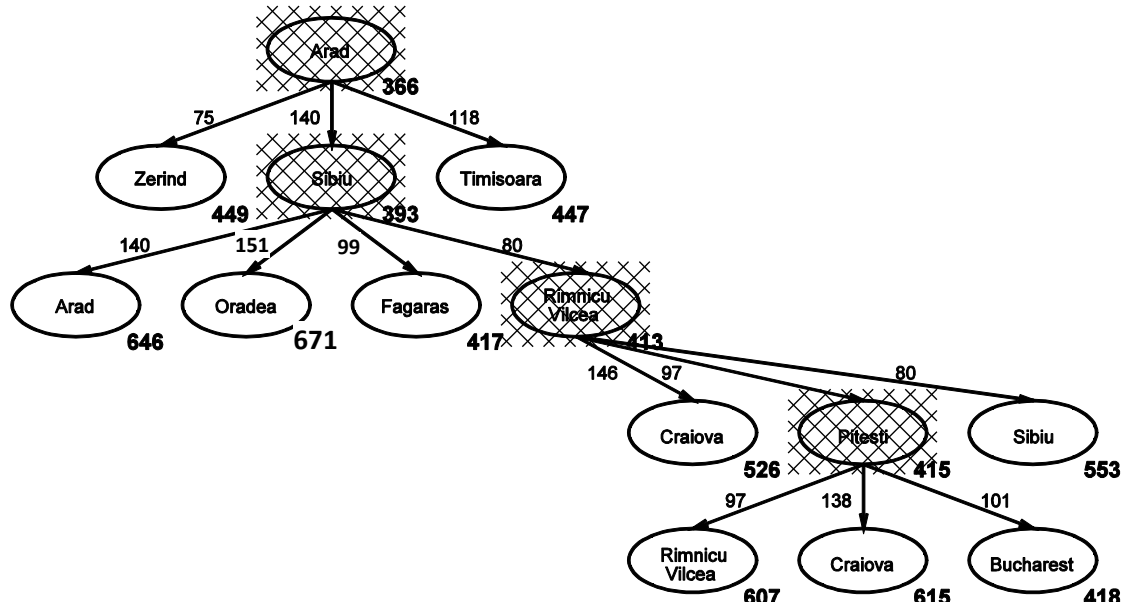 Arad
366
75
140
118
Zerind
Sibiu
Timisoara
449
393
447
140
151
99
80
Arad
Oradea
Fagaras
Rimnicu
Vilcea
646
671
417
413
146
97
80
Craiova
Pitesti
Sibiu
526
415
553
97
138
101
Rimnicu
Vilcea
Craiova
Bucharest
607
615
418